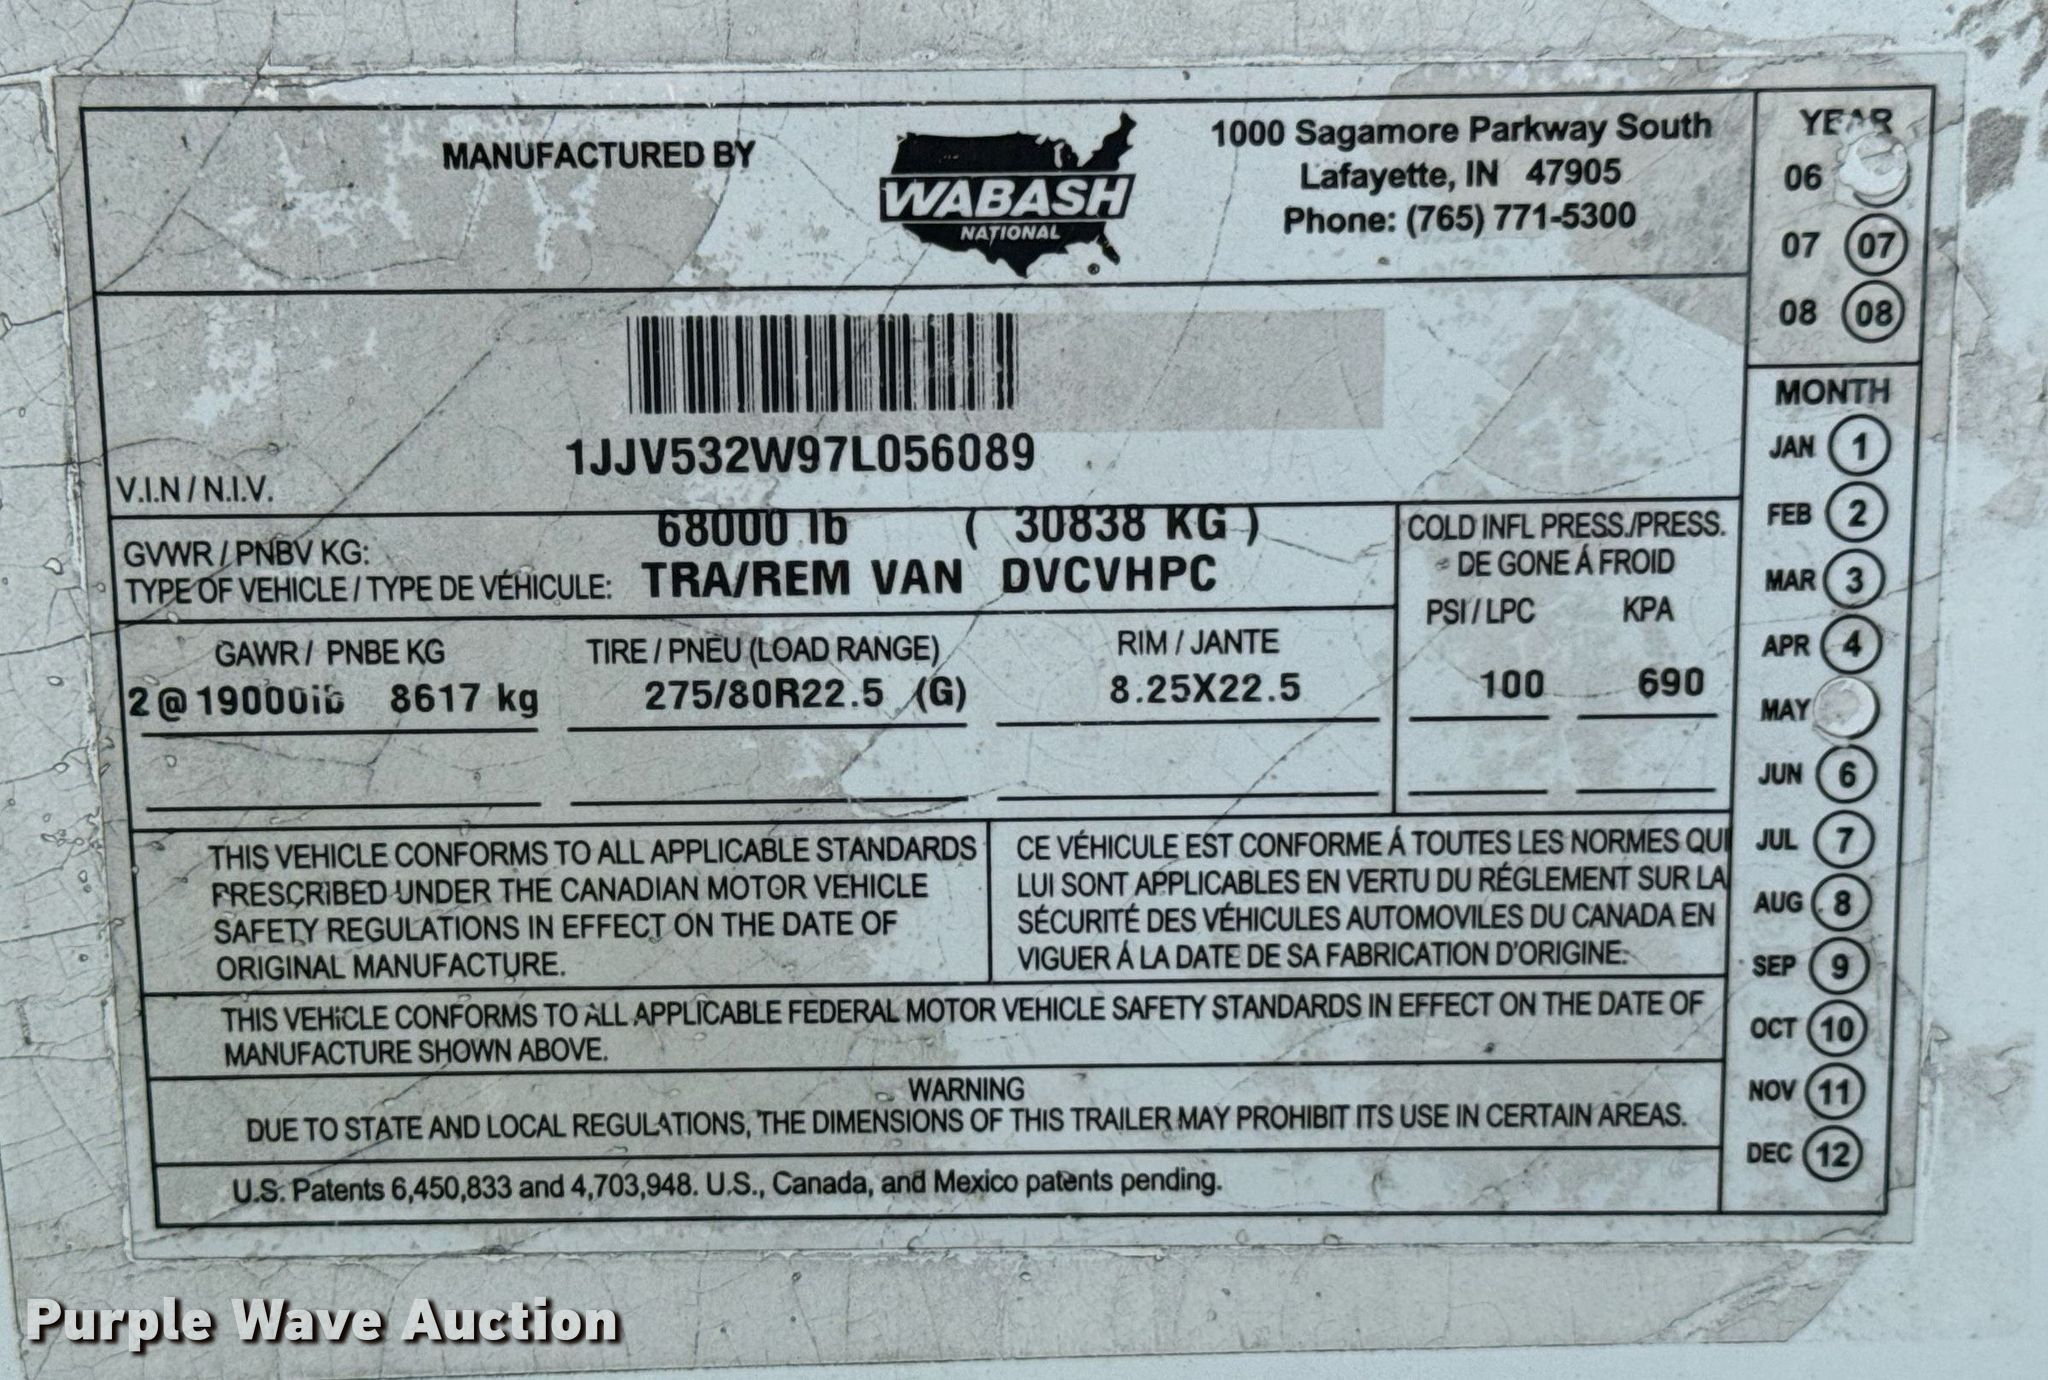 MANUFACTURED BY
WABASH
NATIONAL
®
1000 Sagamore Parkway South
Lafayette, IN 47905
Phone: (765) 771-5300
YEAR
06
07 07
08 08
1JJV532W97L056089
V.I.N / N.I.V.
GVWR / PNBV KG: 68000 lb ( 30838 KG )
TYPE OF VEHICLE / TYPE DE VÉHICULE: TRA/REM VAN DVCVHPC
COLD INFL PRESS./PRESS.
DE GONE Á FROID
PSI / LPC KPA
GAWR / PNBE KG TIRE / PNEU (LOAD RANGE) RIM / JANTE
2 @ 19000lb 8617 kg 275/80R22.5 (G) 8.25X22.5 100 690
MONTH
JAN 1
FEB 2
MAR 3
APR 4
MAY
JUN 6
JUL 7
AUG 8
SEP 9
OCT 10
NOV 11
DEC 12
THIS VEHICLE CONFORMS TO ALL APPLICABLE STANDARDS
PRESCRIBED UNDER THE CANADIAN MOTOR VEHICLE
SAFETY REGULATIONS IN EFFECT ON THE DATE OF
ORIGINAL MANUFACTURE.
CE VÉHICULE EST CONFORME Á TOUTES LES NORMES QUI
LUI SONT APPLICABLES EN VERTU DU RÉGLEMENT SUR LA
SÉCURITÉ DES VÉHICULES AUTOMOVILES DU CANADA EN
VIGUER Á LA DATE DE SA FABRICATION D'ORIGINE.
THIS VEHICLE CONFORMS TO ALL APPLICABLE FEDERAL MOTOR VEHICLE SAFETY STANDARDS IN EFFECT ON THE DATE OF
MANUFACTURE SHOWN ABOVE.
WARNING
DUE TO STATE AND LOCAL REGULATIONS, THE DIMENSIONS OF THIS TRAILER MAY PROHIBIT ITS USE IN CERTAIN AREAS.
U.S. Patents 6,450,833 and 4,703,948. U.S., Canada, and Mexico patents pending.
Purple Wave Auction